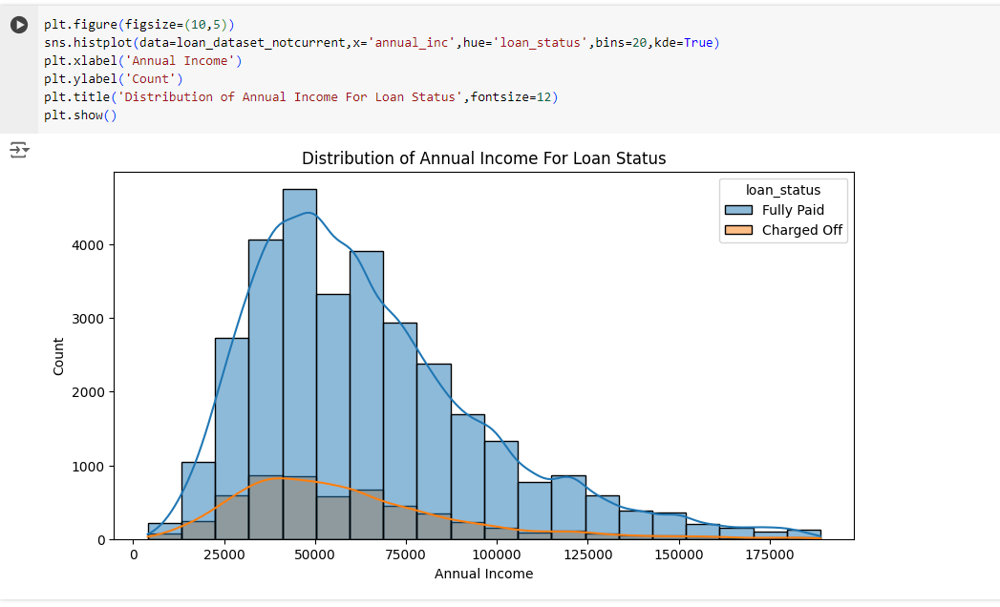 plt.figure(figsize=(10,5))
sns.histplot(data=loan_dataset_notcurrent,x='annual_inc',hue='loan_status',bins=20,kde=True)
plt.xlabel('Annual Income')
plt.ylabel('Count')
plt.title('Distribution of Annual Income For Loan Status',fontsize=12)
plt.show()
Distribution of Annual Income For Loan Status
loan_status
Fully Paid
Charged Off
4000
3000
2000
1000
0
Count
0 25000 50000 75000 100000 125000 150000 175000
Annual Income